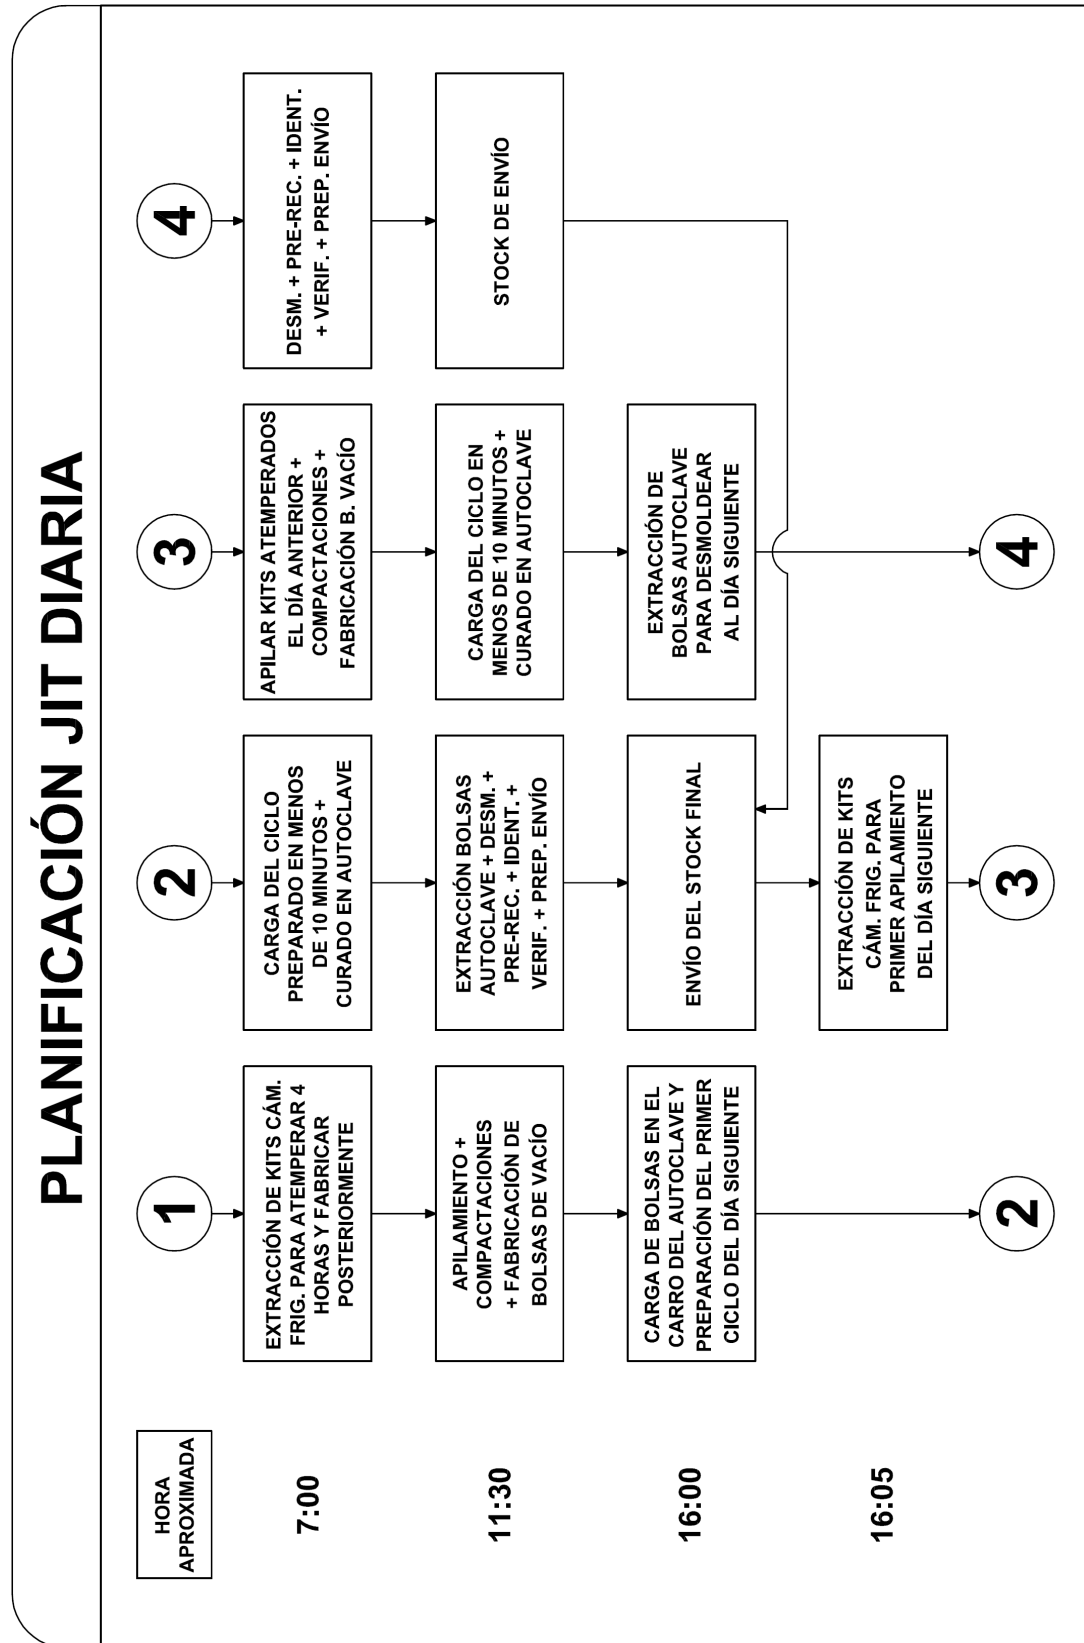 PLANIFICACIÓN JIT DIARIA
HORA
APROXIMADA
1
2
3
4
7:00
EXTRACCIÓN DE KITS CÁM.
FRIG. PARA ATEMPERAR 4
HORAS Y FABRICAR
POSTERIORMENTE
CARGA DEL CICLO
PREPARADO EN MENOS
DE 10 MINUTOS +
CURADO EN AUTOCLAVE
APILAR KITS ATEMPERADOS
EL DÍA ANTERIOR +
COMPACTACIONES +
FABRICACIÓN B. VACÍO
DESM. + PRE-REC. + IDENT.
+ VERIF. + PREP. ENVÍO
11:30
APILAMIENTO +
COMPACTACIONES
+ FABRICACIÓN DE
BOLSAS DE VACÍO
EXTRACCIÓN BOLSAS
AUTOCLAVE + DESM. +
PRE-REC. + IDENT. +
VERIF. + PREP. ENVÍO
CARGA DEL CICLO EN
MENOS DE 10 MINUTOS +
CURADO EN AUTOCLAVE
STOCK DE ENVÍO
16:00
CARGA DE BOLSAS EN EL
CARRO DEL AUTOCLAVE Y
PREPARACIÓN DEL PRIMER
CICLO DEL DÍA SIGUIENTE
ENVÍO DEL STOCK FINAL
EXTRACCIÓN DE
BOLSAS AUTOCLAVE
PARA DESMOLDEAR
AL DÍA SIGUIENTE
16:05
EXTRACCIÓN DE KITS
CÁM. FRIG. PARA
PRIMER APILAMIENTO
DEL DÍA SIGUIENTE
2
3
4